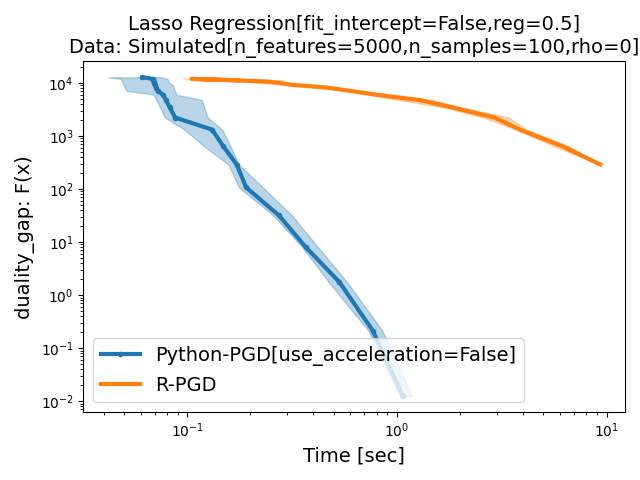 Lasso Regression[fit_intercept=False,reg=0.5]
Data: Simulated[n_features=5000,n_samples=100,rho=0]
duality_gap: F(x)
10⁴
10³
10²
10¹
10⁰
10⁻¹
10⁻²
Python-PGD[use_acceleration=False]
R-PGD
10⁻¹
10⁰
10¹
Time [sec]